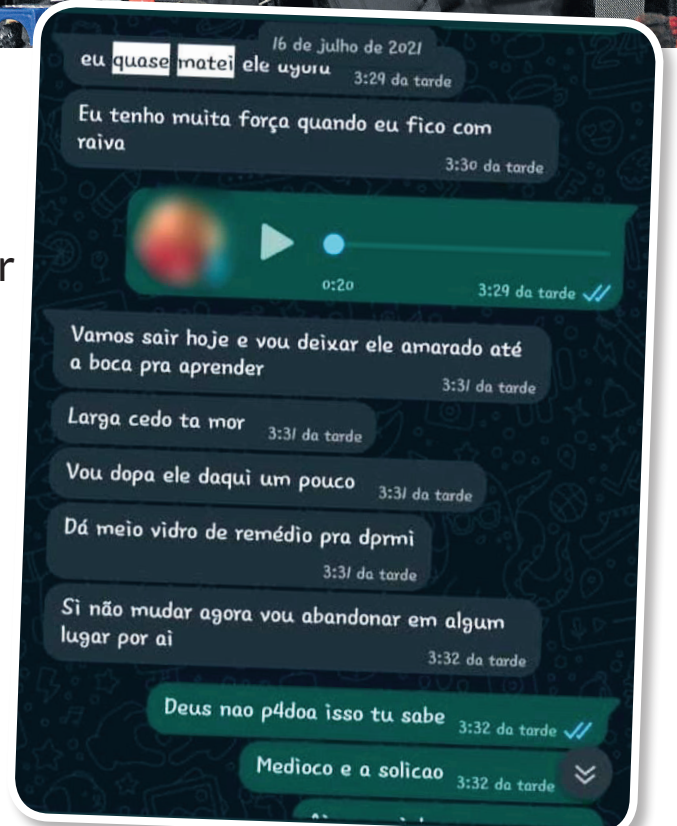 r
16 de julho de 2021
eu quase matei ele uyuru
3:29 da tarde
Eu tenho muita força quando eu fico com
raiva
3:30 da tarde
0:20
3:29 da tarde
Vamos sair hoje e vou deixar ele amarado até
a boca pra aprender
3:31 da tarde
Larga cedo ta mor
3:31 da tarde
Vou dopa ele daqui um pouco
3:31 da tarde
Dá meio vidro de remédio pra dprmi
3:31 da tarde
Si não mudar agora vou abandonar em algum
lugar por ai
3:32 da tarde
Deus nao p4doa isso tu sabe
3:32 da tarde
Medioco e a solicao
3:32 da tarde